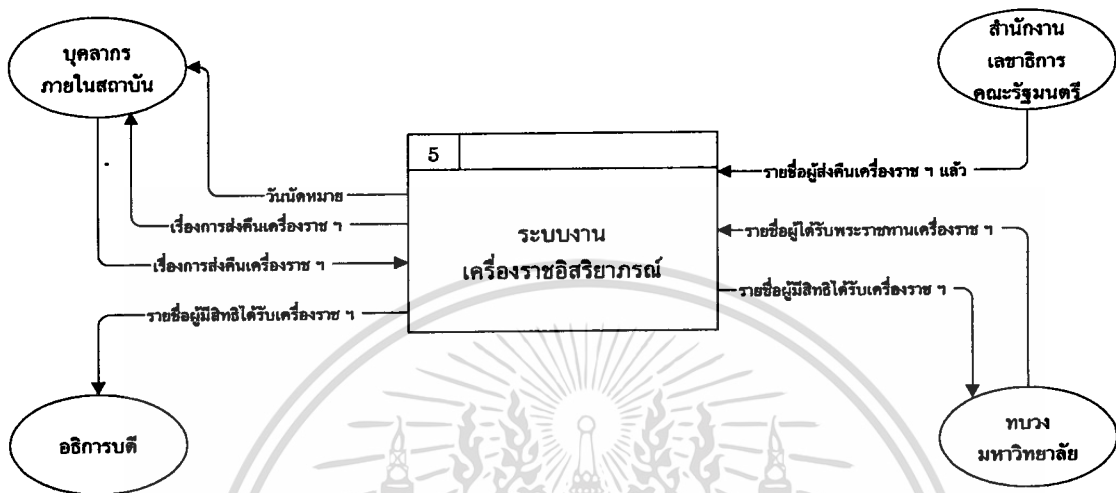 บุคลากร
ภายในสถาบัน
สำนักงาน
เลขาธิการ
คณะรัฐมนตรี
5
รายชื่อผู้ส่งคืนเครื่องราช ฯ แล้ว
วันนัดหมาย
เรื่องการส่งคืนเครื่องราช ฯ
รายชื่อผู้ได้รับพระราชทานเครื่องราช ฯ
ระบบงาน
เครื่องราชอิสริยาภรณ์
เรื่องการส่งคืนเครื่องราช ฯ
รายชื่อผู้มีสิทธิได้รับเครื่องราช ฯ
รายชื่อผู้มีสิทธิได้รับเครื่องราช ฯ
อธิการบดี
ทบวง
มหาวิทยาลัย